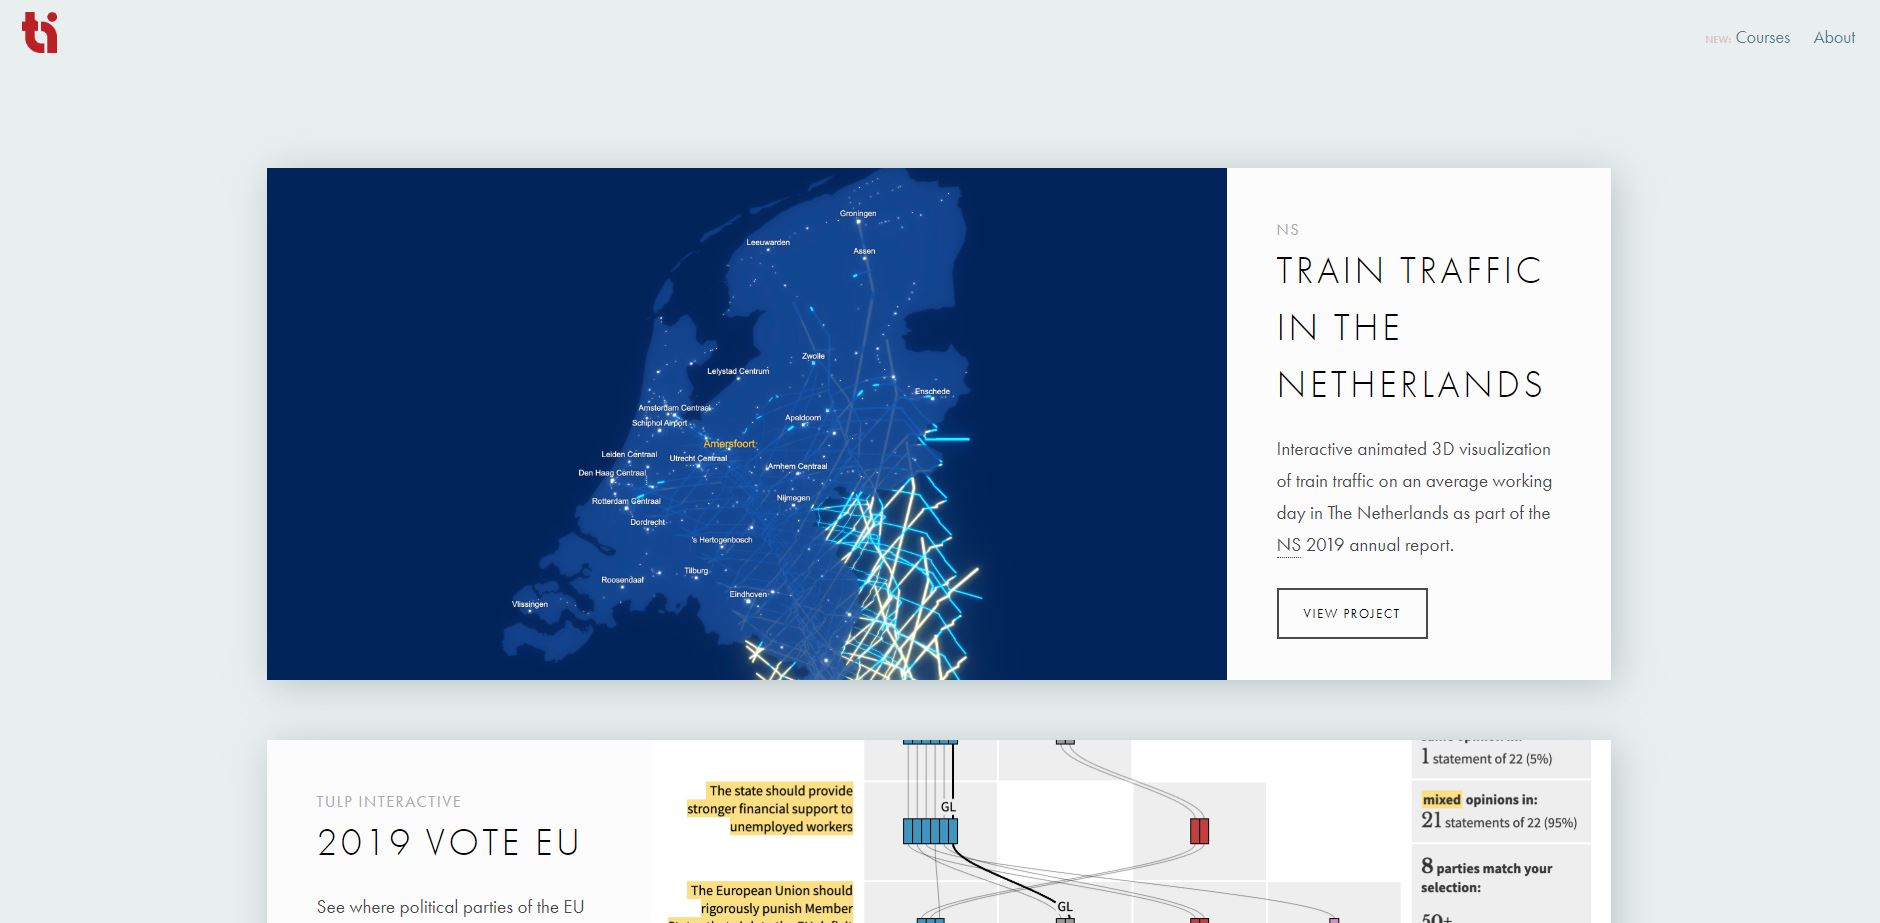 ti
NEW: Courses
About
Groningen
Leeuwarden
Assen
Zwolle
Lelystad Centrum
Enschede
Amsterdam Centraal
Apeldoorn
Schiphol Airport
Amersfoort
Leiden Centraal
Utrecht Centraal
Arnhem Centraal
Den Haag Centraal
Nijmegen
Rotterdam Centraal
Dordrecht
's Hertogenbosch
Tilburg
Roosendaal
Eindhoven
Vlissingen
NS
TRAIN TRAFFIC
IN THE
NETHERLANDS
Interactive animated 3D visualization
of train traffic on an average working
day in The Netherlands as part of the
NS 2019 annual report.
VIEW PROJECT
TULP INTERACTIVE
2019 VOTE EU
See where political parties of the EU
The state should provide
stronger financial support to
unemployed workers
The European Union should
rigorously punish Member
GL
GL
1 statement of 22 (5%)
mixed opinions in:
21 statements of 22 (95%)
8 parties match your
selection: